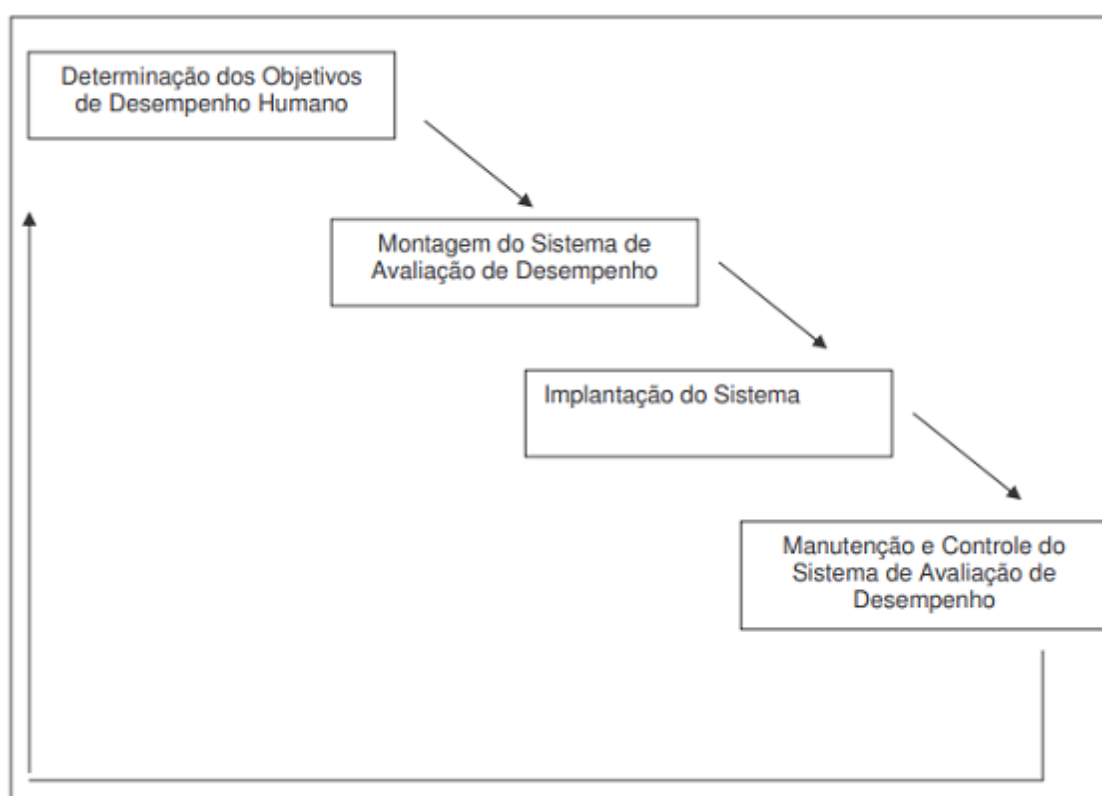 Determinação dos Objetivos
de Desempenho Humano
Montagem do Sistema de
Avaliação de Desempenho
Implantação do Sistema
Manutenção e Controle do
Sistema de Avaliação de
Desempenho